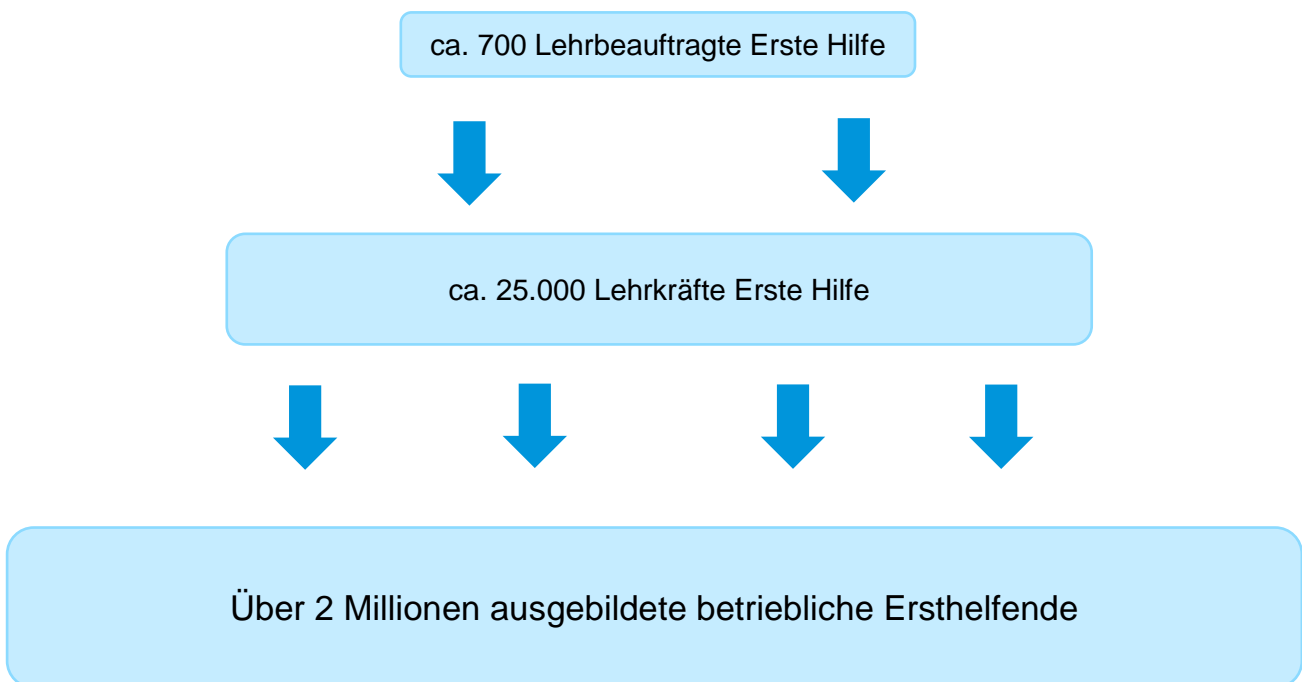 ca. 700 Lehrbeauftragte Erste Hilfe
ca. 25.000 Lehrkräfte Erste Hilfe
Über 2 Millionen ausgebildete betriebliche Ersthelfende